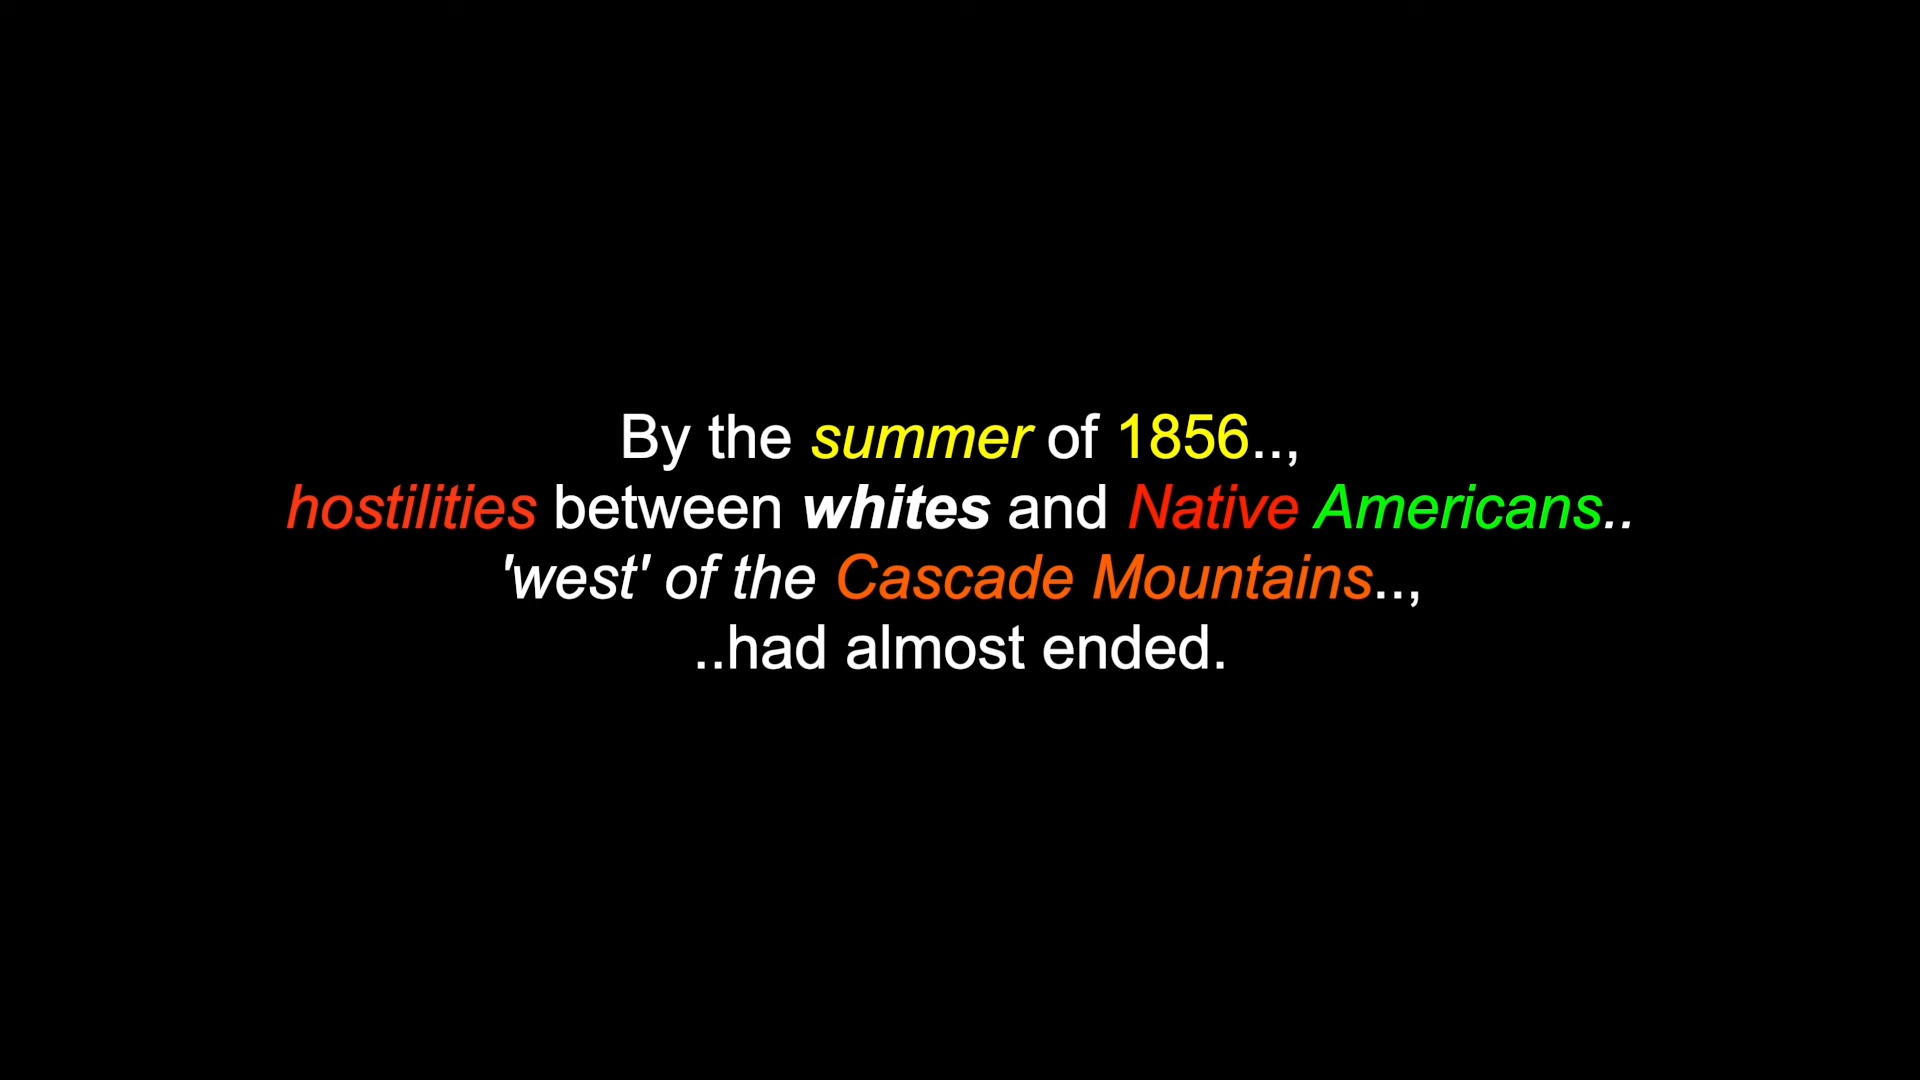 By the summer of 1856..,
hostilities between whites and Native Americans..
'west' of the Cascade Mountains..,
..had almost ended.